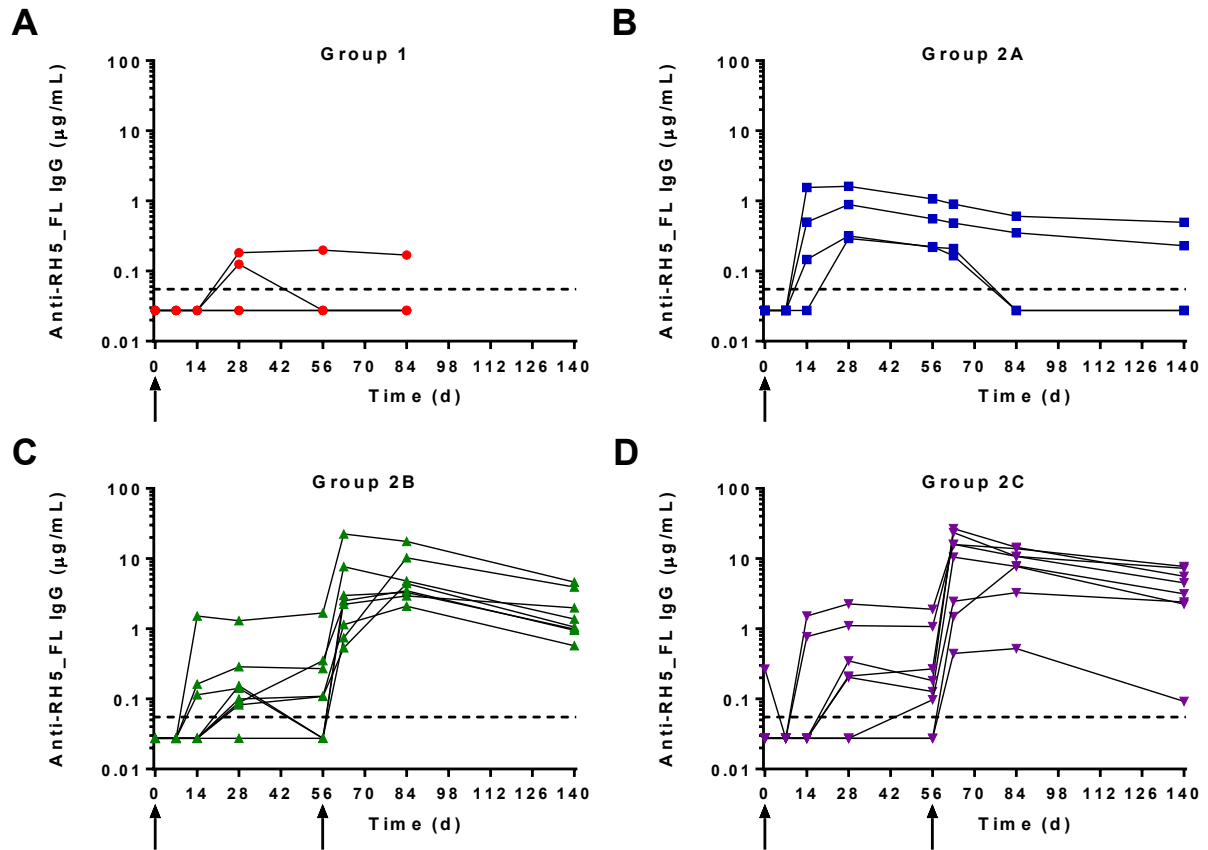 A
Group 1
Anti-RH5_FL IgG (µg/mL)
100
10
1
0.1
0.01
0 14 28 42 56 70 84 98 112 126 140
Time (d)
B
Group 2A
Anti-RH5_FL IgG (µg/mL)
100
10
1
0.1
0.01
0 14 28 42 56 70 84 98 112 126 140
Time (d)
C
Group 2B
Anti-RH5_FL IgG (µg/mL)
100
10
1
0.1
0.01
0 14 28 42 56 70 84 98 112 126 140
Time (d)
D
Group 2C
Anti-RH5_FL IgG (µg/mL)
100
10
1
0.1
0.01
0 14 28 42 56 70 84 98 112 126 140
Time (d)